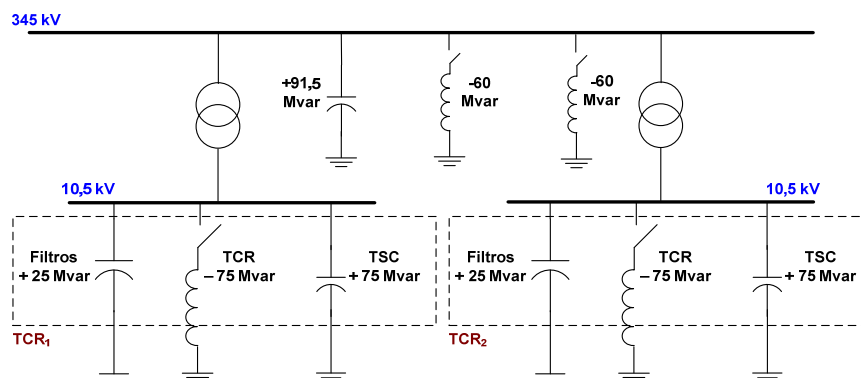 345 kV
+91,5
Mvar
-60
Mvar
-60
Mvar
10,5 kV
10,5 kV
Filtros
+ 25 Mvar
TCR
– 75 Mvar
TSC
+ 75 Mvar
TCR₁
Filtros
+ 25 Mvar
TCR
– 75 Mvar
TSC
+ 75 Mvar
TCR₂